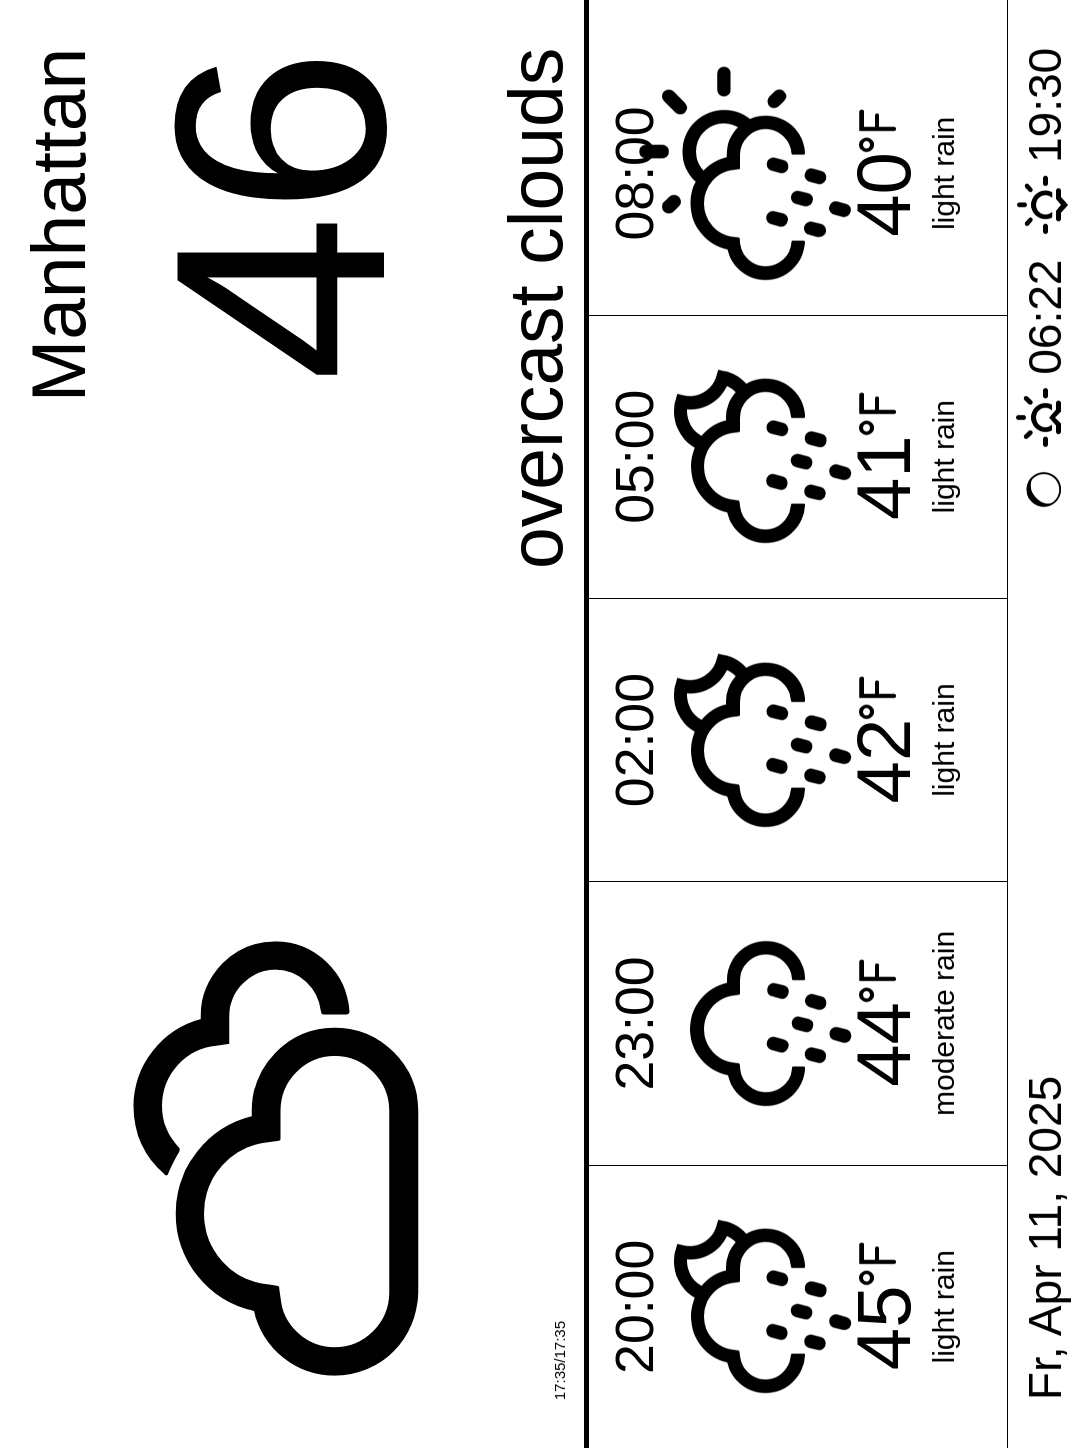 Manhattan
46
overcast clouds
17:35/17:35
20:00 23:00 02:00 05:00 08:00
45°F 44°F 42°F 41°F 40°F
light rain moderate rain light rain light rain light rain
Fr, Apr 11, 2025 06:22 19:30